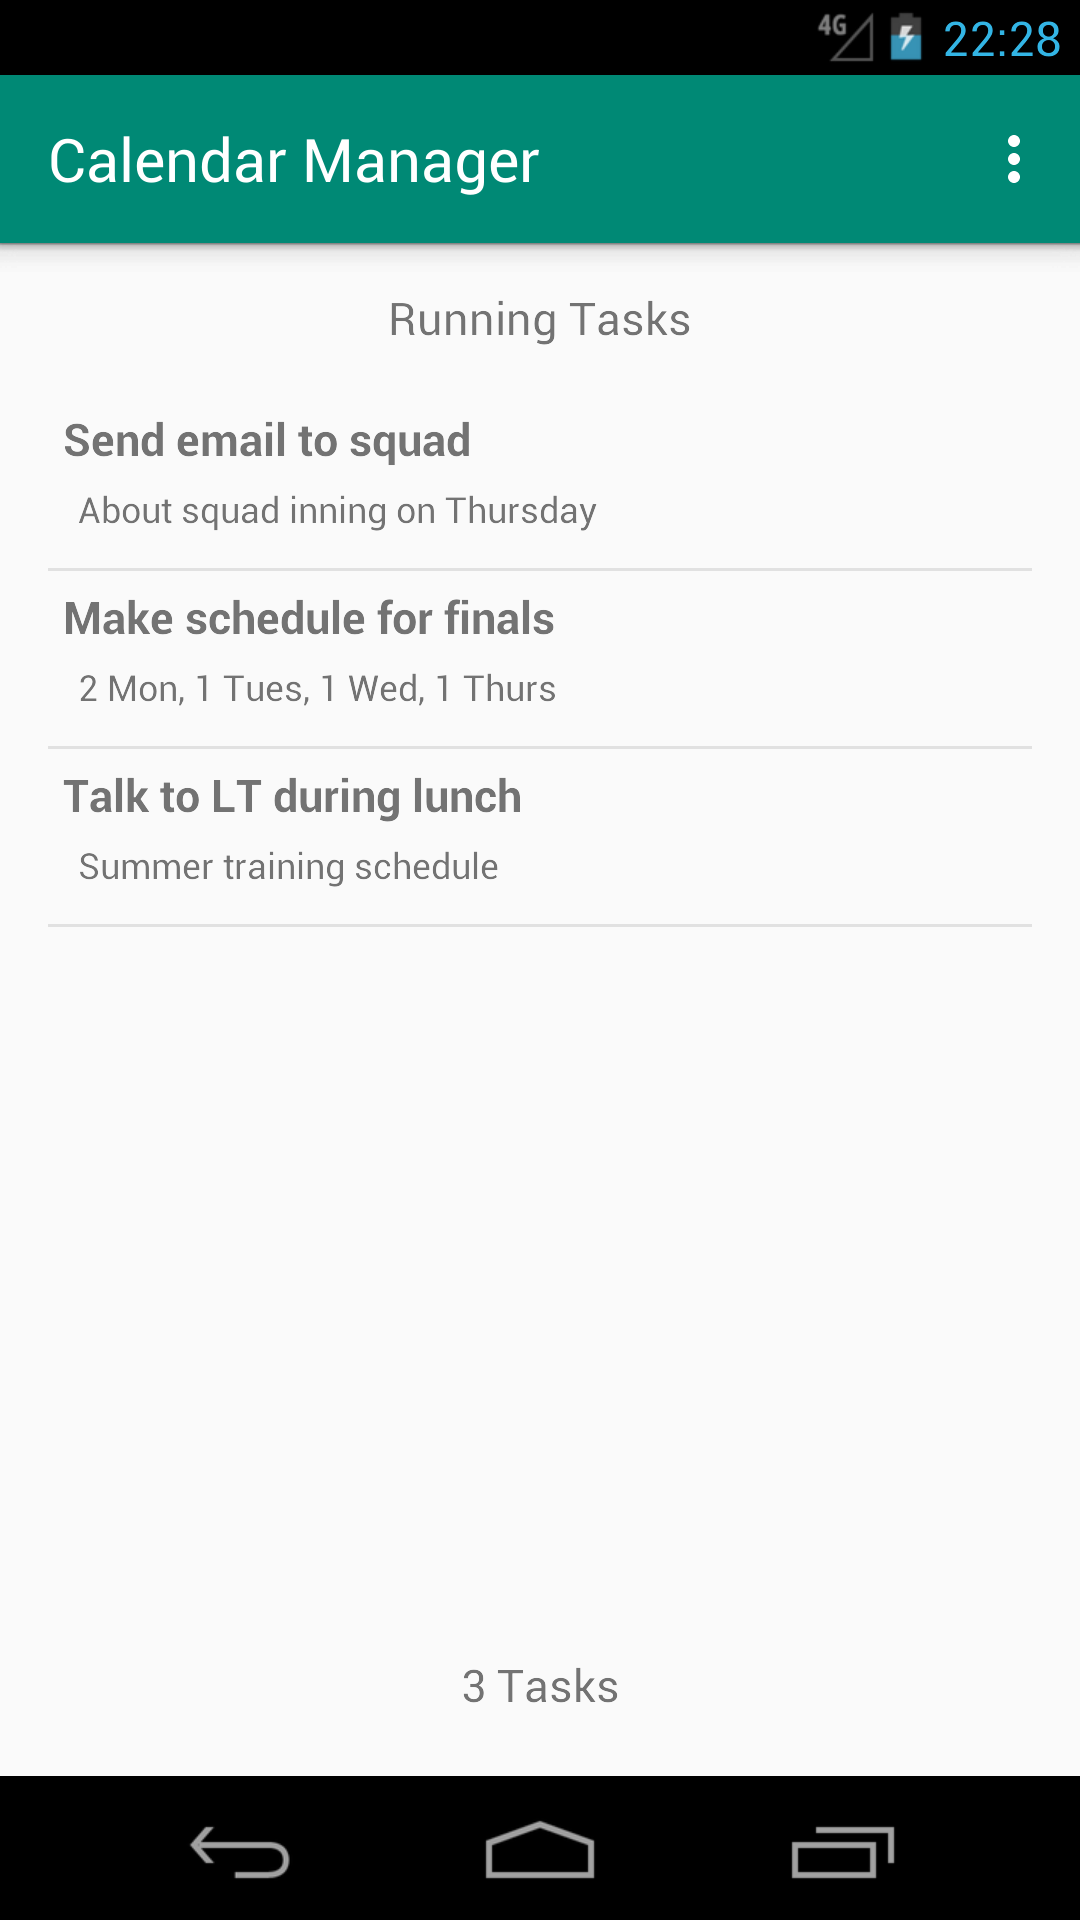 4G 22:28
Calendar Manager
Running Tasks
Send email to squad
About squad inning on Thursday
Make schedule for finals
2 Mon, 1 Tues, 1 Wed, 1 Thurs
Talk to LT during lunch
Summer training schedule
3 Tasks